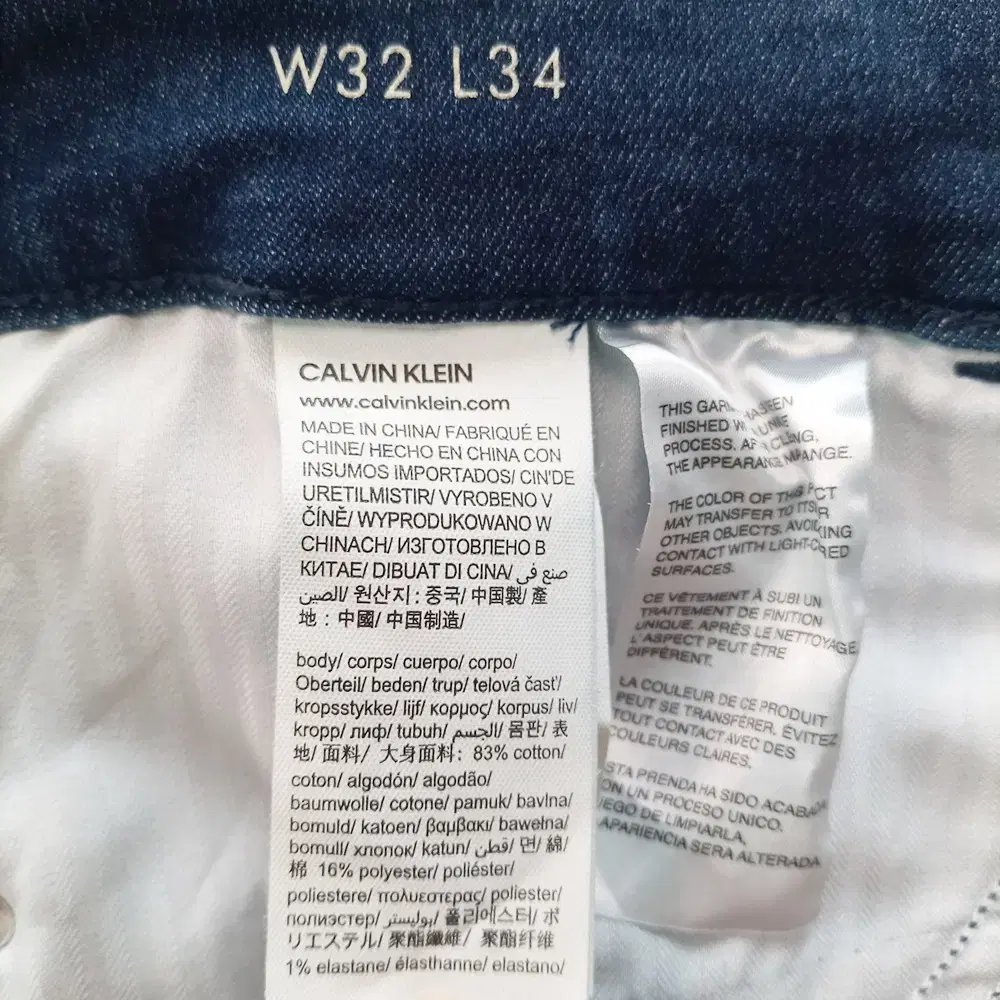 W32 L34
CALVIN KLEIN
www.calvinklein.com
MADE IN CHINA/ FABRIQUÉ EN
CHINE/ HECHO EN CHINA CON
INSUMOS IMPORTADOS/ CIN'DE
URETILMISTIR/ VYROBENO V
ČÍNĚ/ WYPRODUKOWANO W
CHINACH/ ИЗГОТОВЛЕНО В
КИТАЕ/ DIBUAT DI CINA/ صنع في
الصين/ 원산지: 중국/ 中国製/ 產
地：中國/ 中国制造/
body/ corps/ cuerpo/ corpo/
Oberteil/ beden/ trup/ telová časť/
kropsstykke/ lijf/ κορμος/ korpus/ liv/
kropp/ лиф/ tubuh/ الجسم/ 몸판/ 表
地/ 面料/ 大身面料: 83% cotton/
coton/ algodón/ algodão/
baumwolle/ cotone/ pamuk/ bavlna/
bomuld/ katoen/ βαμβακι/ bawełna/
bomull/ хлопок/ katun/ قطن/ 면/ 綿/
棉 16% polyester/ poliéster/
poliestere/ πολυεστερας/ poliester/
полиэстер/ بوليستر/ 폴리에스터/ ポ
リエステル/ 聚酯纖維/ 聚酯纤维
1% elastane/ élasthanne/ elastano/
THIS
FINISHED
PROCESS.
THE
THE COLOR OF THIS
MAY TRANSFER TO
OTHER OBJECTS.
CONTACT WITH
SURFACES.
CE VÊTEMENT À SUBI UN
TRAITEMENT DE FINITION
UNIQUE. APRÈS LE NETTOYAGE,
L'ASPECT PEUT ÊTRE
DIFFÉRENT.
LA COULEUR DE CE PRODUIT
PEUT SE TRANSFÉRER. ÉVITEZ
TOUT CONTACT AVEC DES
COULEURS CLAIRES.
PRENDA HA SIDO
UN PROCESO UNICO.
DE LIMPIARLA,
APARIENCIA SERA ALTERADA